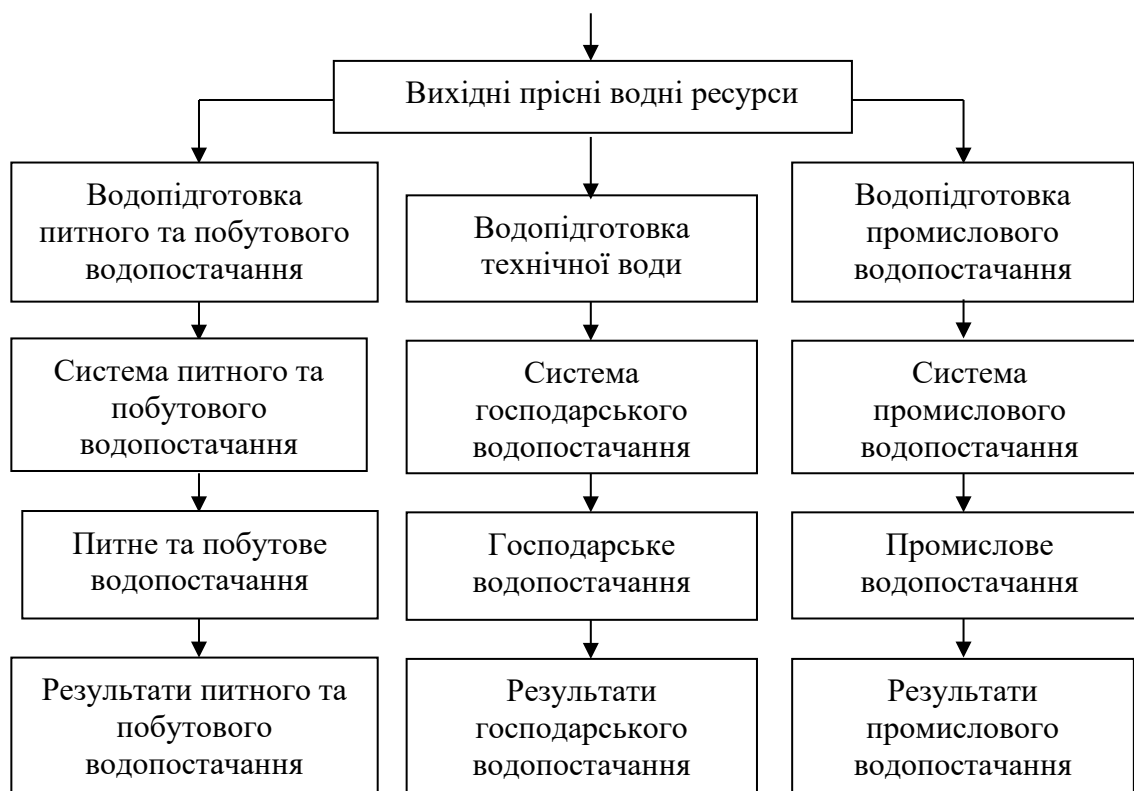 Вихідні прісні водні ресурси
Водопідготовка
питного та побутового
водопостачання
Водопідготовка
технічної води
Водопідготовка
промислового
водопостачання
Система питного та
побутового
водопостачання
Система
господарського
водопостачання
Система
промислового
водопостачання
Питне та побутове
водопостачання
Господарське
водопостачання
Промислове
водопостачання
Результати питного та
побутового
водопостачання
Результати
господарського
водопостачання
Результати
промислового
водопостачання